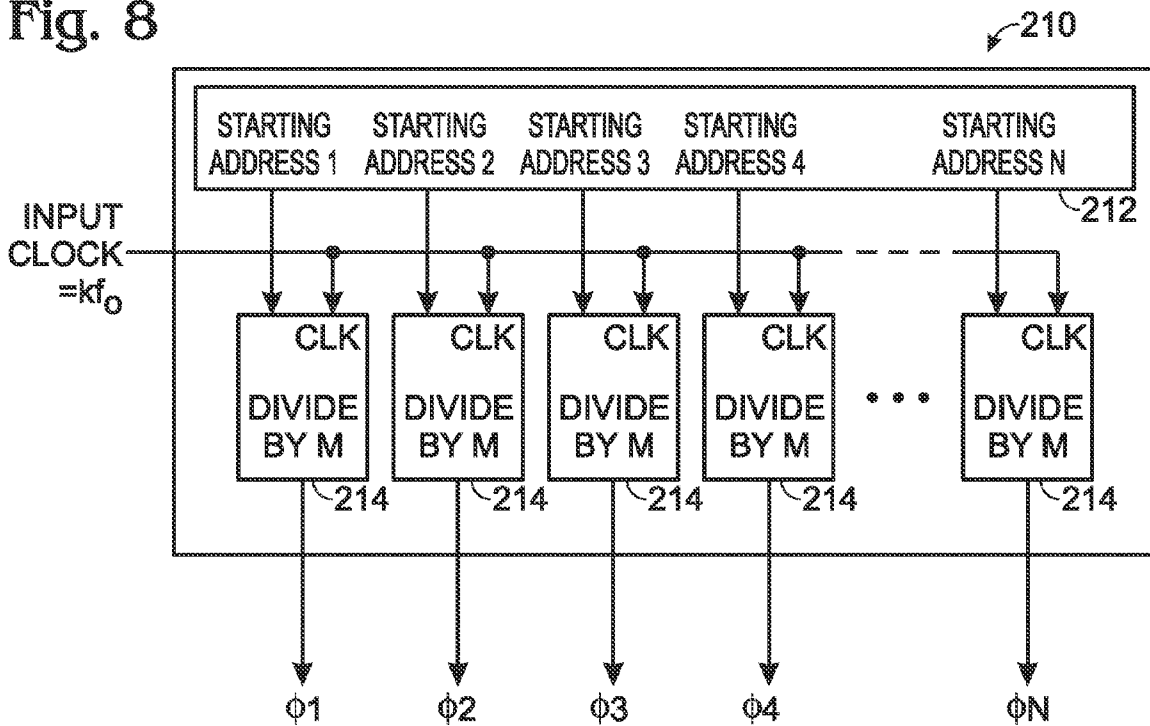 Fig. 8
210
STARTING ADDRESS 1
STARTING ADDRESS 2
STARTING ADDRESS 3
STARTING ADDRESS 4
STARTING ADDRESS N
212
INPUT
CLOCK
=kfo
CLK
CLK
CLK
CLK
CLK
DIVIDE BY M
DIVIDE BY M
DIVIDE BY M
DIVIDE BY M
• • •
DIVIDE BY M
214
214
214
214
214
ϕ1
ϕ2
ϕ3
ϕ4
ϕN